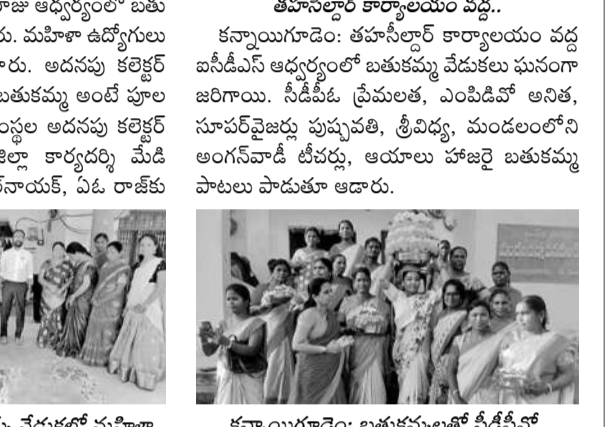 ాజు ఆధ్వర్యంలో బతు
రు. మహిళా ఉద్యోగులు
ారు. అదనపు కలెక్టర్
బతుకమ్మ అంటే పూల
ంస్థల అదనపు కలెక్టర్
జిల్లా కార్యదర్శి మేడి
ర్‌నాయక్, ఏఓ రాజ్‌కు
తహసీల్దార్ కార్యాలయం వద్ద..
కన్నాయిగూడెం: తహసీల్దార్ కార్యాలయం వద్ద
ఐసీడీఎస్ ఆధ్వర్యంలో బతుకమ్మ వేడుకలు ఘనంగా
జరిగాయి. సీడీపీఓ ప్రేమలత, ఎంపిడివో అనిత,
సూపర్‌వైజర్లు పుష్పవతి, శ్రీవిధ్య, మండలంలోని
అంగన్‌వాడీ టీచర్లు, ఆయాలు హాజరై బతుకమ్మ
పాటలు పాడుతూ ఆడారు.
వేడుకల్లో మహిళా
కన్నాయిగూడెం: బతుకమ్మలతో సీడీపీవో